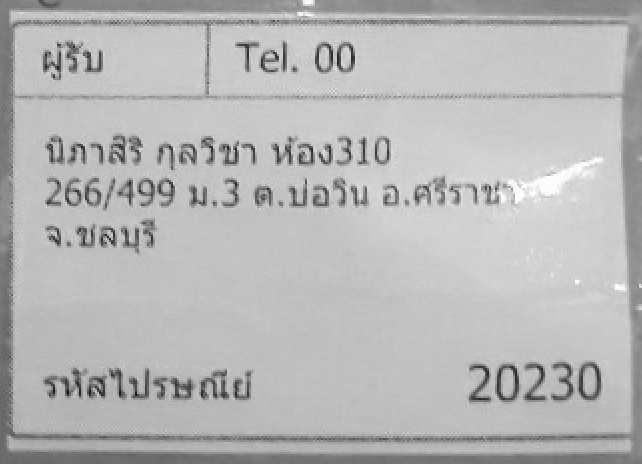 ผู้รับ Tel. 00
นิภาสิริ กุลวิชา ห้อง310
266/499 ม.3 ต.บ่อวิน อ.ศรีราชา
จ.ชลบุรี
รหัสไปรษณีย์ 20230